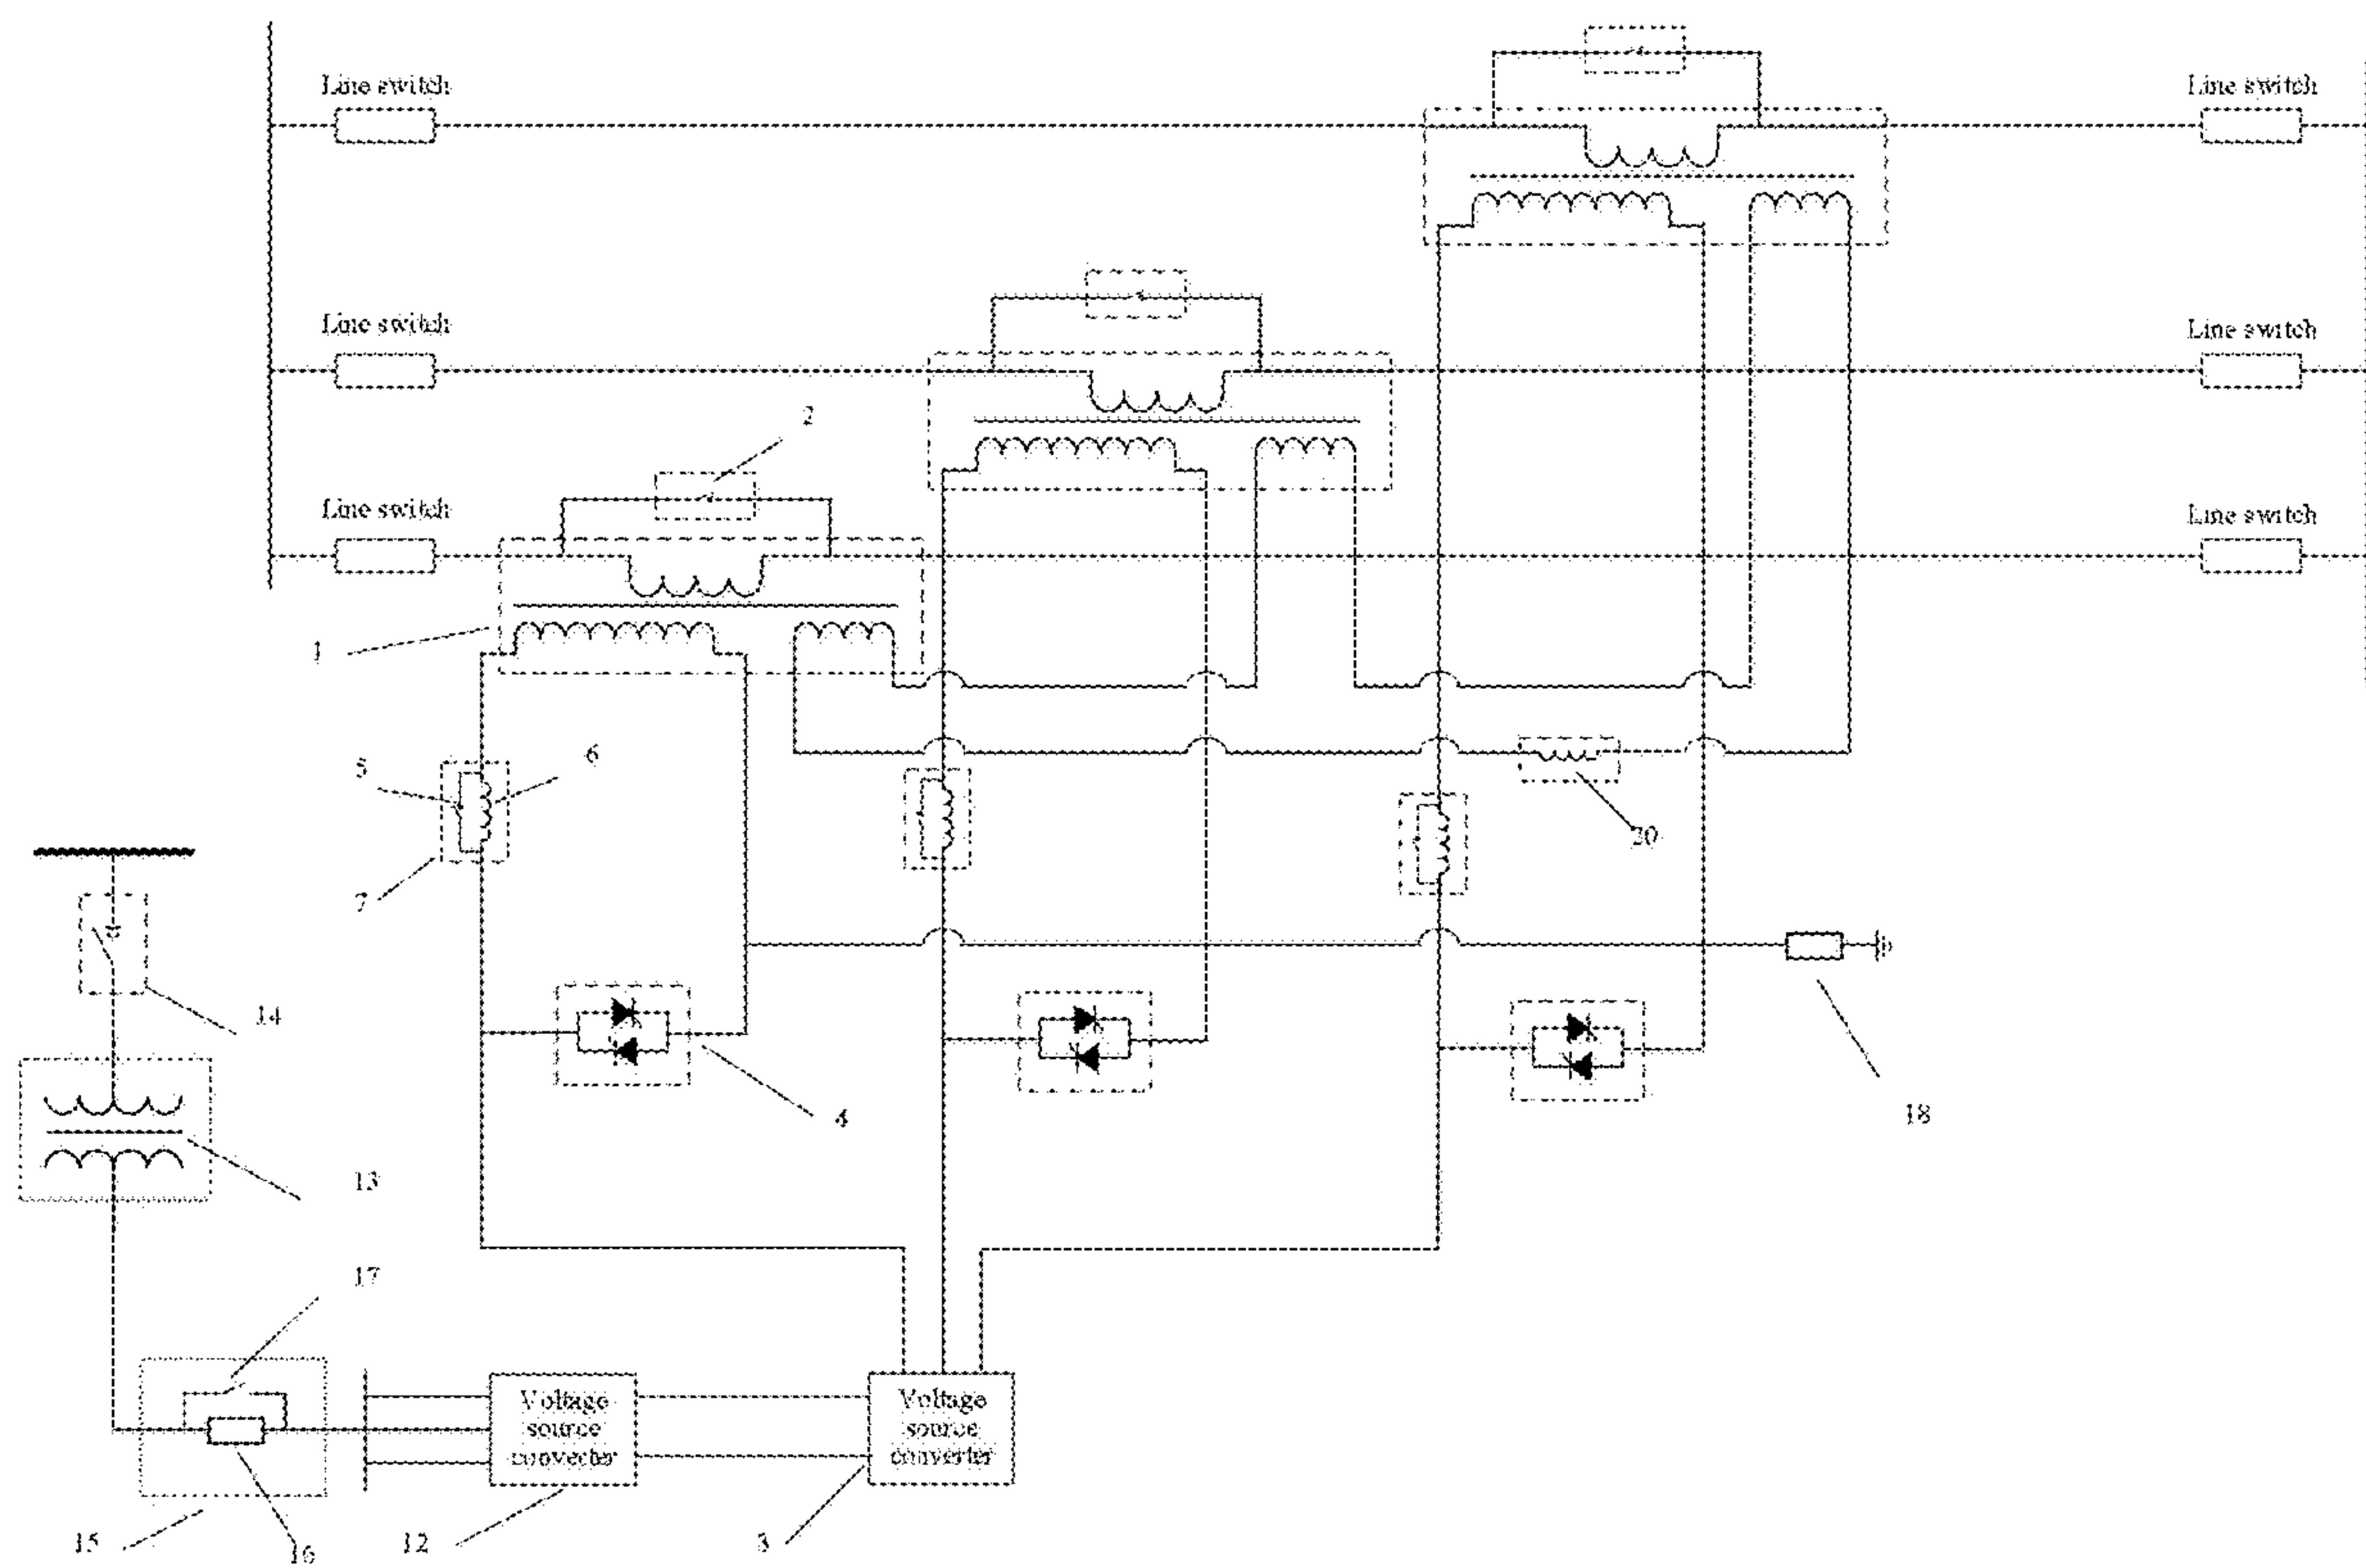 Line switch
Line switch
Line switch
Line switch
2
Line switch
Line switch
1
5
6
20
7
14
4
18
13
17
Voltage
source
converter
Voltage
source
converter
15
16
12
3